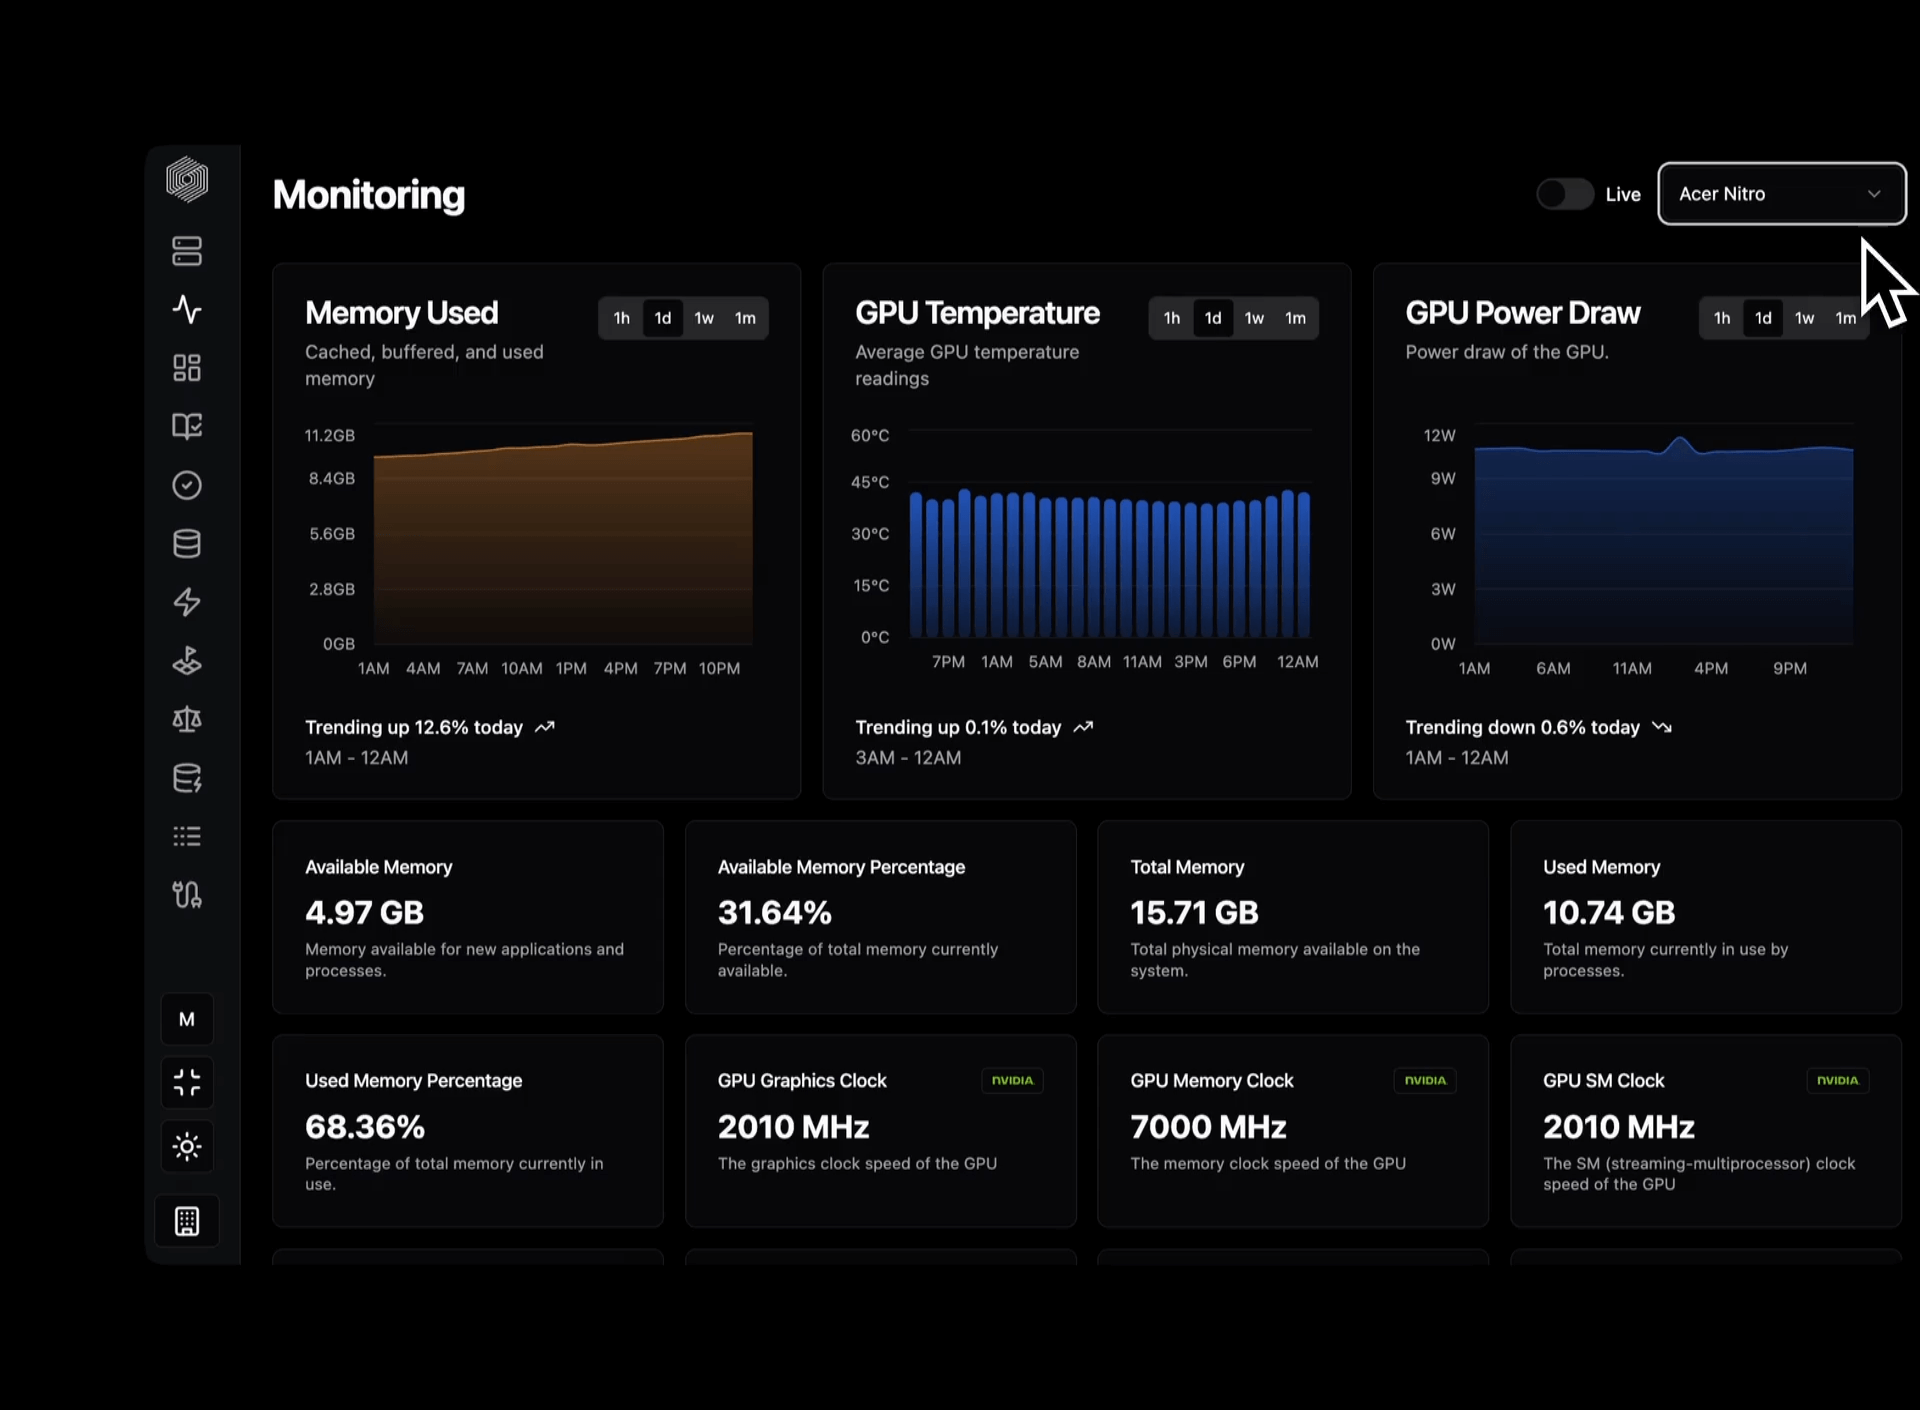 Monitoring
Live
Acer Nitro
Memory Used
1h 1d 1w 1m
Cached, buffered, and used
memory
11.2GB
8.4GB
5.6GB
2.8GB
0GB
1AM 4AM 7AM 10AM 1PM 4PM 7PM 10PM
Trending up 12.6% today
1AM - 12AM
GPU Temperature
1h 1d 1w 1m
Average GPU temperature
readings
60°C
45°C
30°C
15°C
0°C
7PM 1AM 5AM 8AM 11AM 3PM 6PM 12AM
Trending up 0.1% today
3AM - 12AM
GPU Power Draw
1h 1d 1w 1m
Power draw of the GPU.
12W
9W
6W
3W
0W
1AM 6AM 11AM 4PM 9PM
Trending down 0.6% today
1AM - 12AM
Available Memory
4.97 GB
Memory available for new applications and
processes.
Available Memory Percentage
31.64%
Percentage of total memory currently
available.
Total Memory
15.71 GB
Total physical memory available on the
system.
Used Memory
10.74 GB
Total memory currently in use by
processes.
M
Used Memory Percentage
68.36%
Percentage of total memory currently in
use.
GPU Graphics Clock
NVIDIA.
2010 MHz
The graphics clock speed of the GPU
GPU Memory Clock
NVIDIA.
7000 MHz
The memory clock speed of the GPU
GPU SM Clock
NVIDIA.
2010 MHz
The SM (streaming-multiprocessor) clock
speed of the GPU